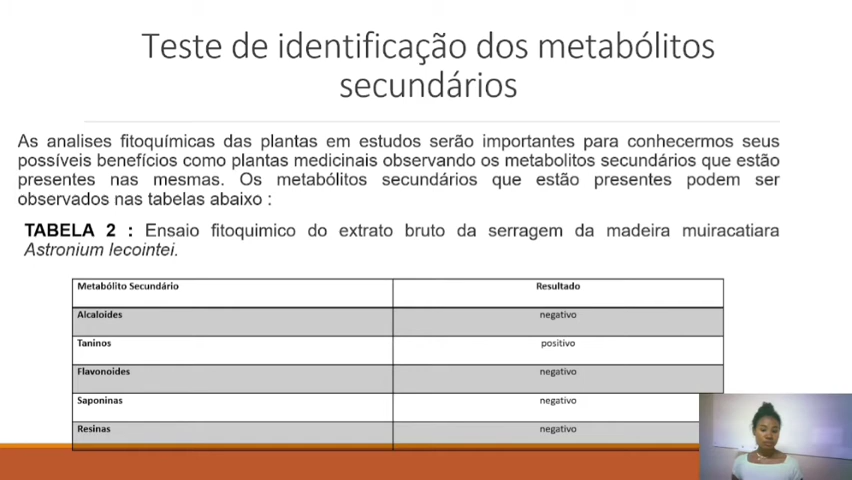 Teste de identificação dos metabólitos
secundários
As analises fitoquímicas das plantas em estudos serão importantes para conhecermos seus
possíveis benefícios como plantas medicinais observando os metabolitos secundários que estão
presentes nas mesmas. Os metabólitos secundários que estão presentes podem ser
observados nas tabelas abaixo :
TABELA 2 : Ensaio fitoquimico do extrato bruto da serragem da madeira muiracatiara
Astronium lecointei.
Metabólito Secundário Resultado
Alcaloides negativo
Taninos positivo
Flavonoides negativo
Saponinas negativo
Resinas negativo